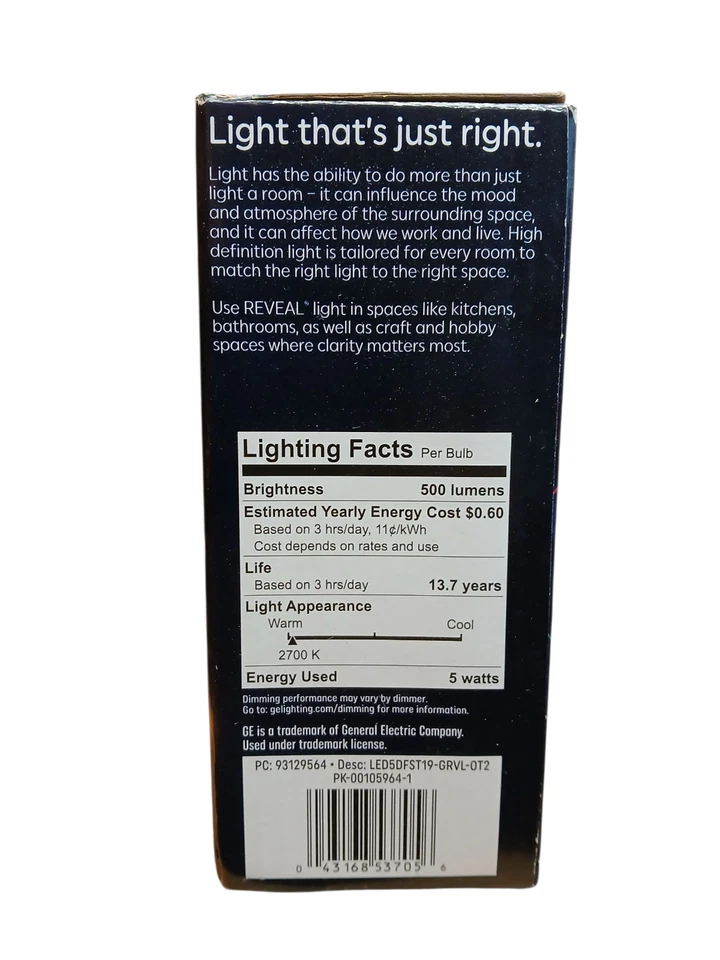 Light that's just right.
Light has the ability to do more than just
light a room – it can influence the mood
and atmosphere of the surrounding space,
and it can affect how we work and live. High
definition light is tailored for every room to
match the right light to the right space.
Use REVEAL® light in spaces like kitchens,
bathrooms, as well as craft and hobby
spaces where clarity matters most.
Lighting Facts Per Bulb
Brightness 500 lumens
Estimated Yearly Energy Cost $0.60
Based on 3 hrs/day, 11¢/kWh
Cost depends on rates and use
Life
Based on 3 hrs/day 13.7 years
Light Appearance
Warm Cool
2700 K
Energy Used 5 watts
Dimming performance may vary by dimmer.
Go to: gelighting.com/dimming for more information.
GE is a trademark of General Electric Company.
Used under trademark license.
PC: 93129564 • Desc: LED5DFST19-GRVL-0T2
PK-00105964-1
0 43168 53705 6